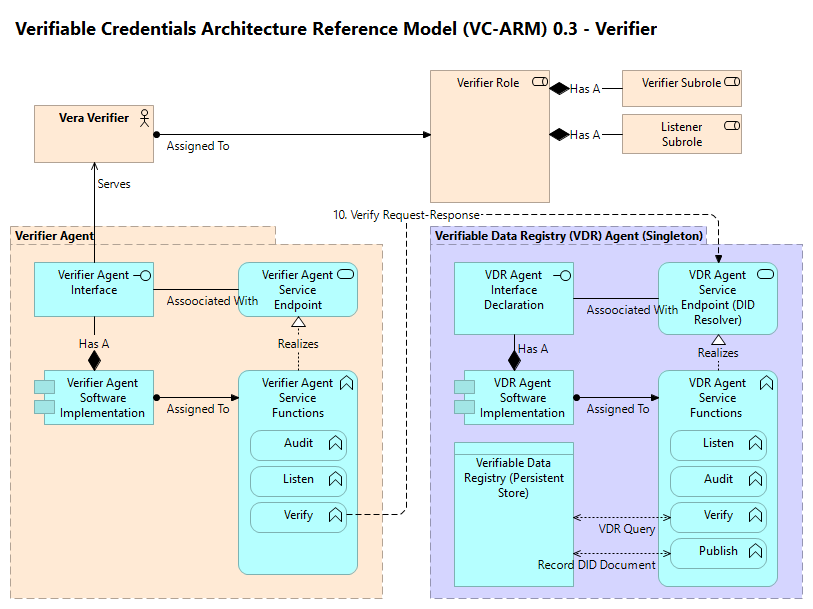 Verifiable Credentials Architecture Reference Model (VC-ARM) 0.3 - Verifier
Vera Verifier
Assigned To
Verifier Role
Has A
Verifier Subrole
Has A
Listener
Subrole
Serves
10. Verify Request-Response
Verifier Agent
Verifier Agent
Interface
Assoociated With
Verifier Agent
Service
Endpoint
Has A
Realizes
Verifier Agent
Software
Implementation
Assigned To
Verifier Agent
Service
Functions
Audit
Listen
Verify
Verifiable Data Registry (VDR) Agent (Singleton)
VDR Agent
Interface
Declaration
Assoociated With
VDR Agent
Service
Endpoint (DID
Resolver)
Has A
Realizes
VDR Agent
Software
Implementation
Assigned To
VDR Agent
Service
Functions
Listen
Audit
Verify
Publish
Verifiable Data
Registry (Persistent
Store)
VDR Query
Record DID Document